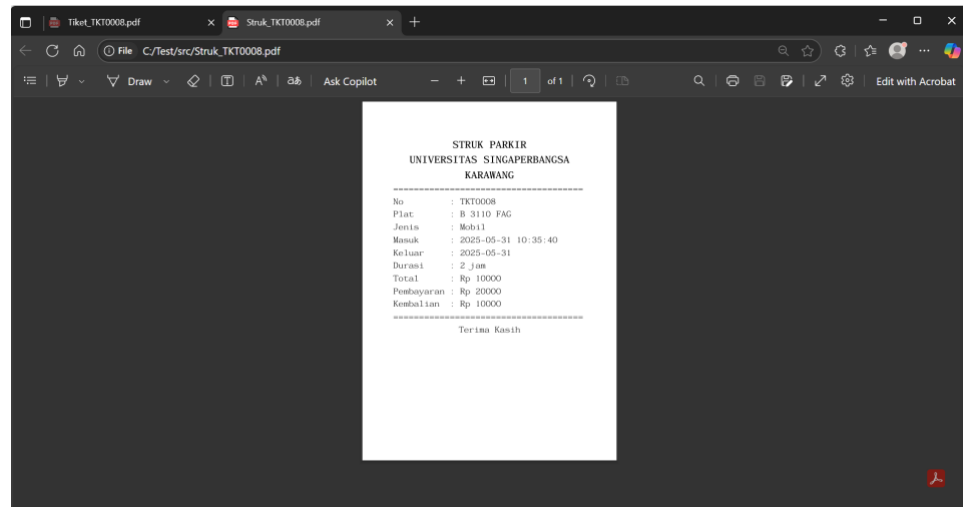 Tiket_TKT0008.pdf
Struk_TKT0008.pdf
File C:/Test/src/Struk_TKT0008.pdf
Draw
Ask Copilot
1 of 1
Edit with Acrobat
STRUK PARKIR
UNIVERSITAS SINGAPERBANGSA
KARAWANG
=====================================
No : TKT0008
Plat : B 3110 FAG
Jenis : Mobil
Masuk : 2025-05-31 10:35:40
Keluar : 2025-05-31
Durasi : 2 jam
Total : Rp 10000
Pembayaran : Rp 20000
Kembalian : Rp 10000
=====================================
Terima Kasih